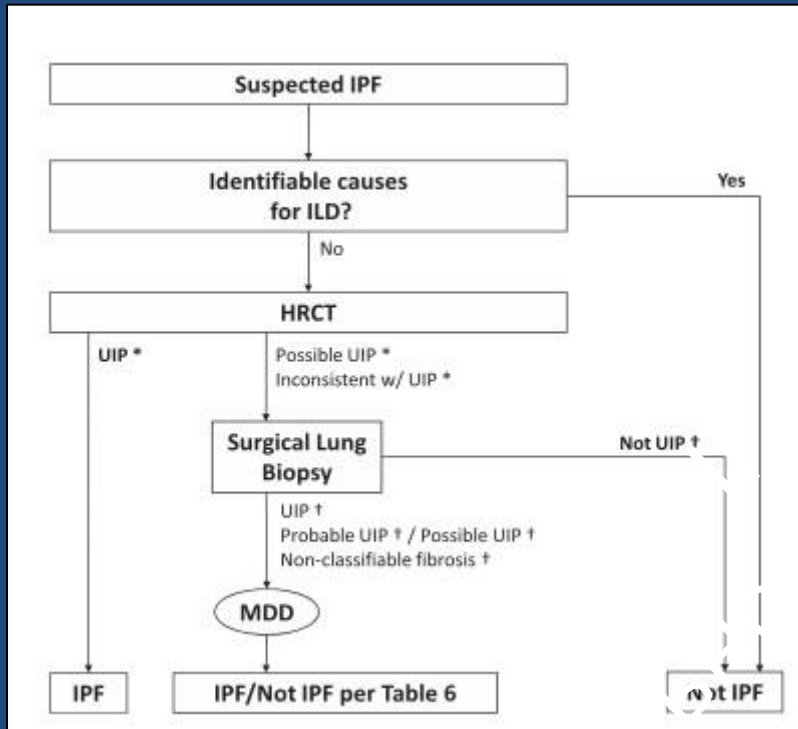 Suspected IPF
Identifiable causes
for ILD?
Yes
No
HRCT
UIP *
Possible UIP *
Inconsistent w/ UIP *
Surgical Lung
Biopsy
Not UIP †
UIP †
Probable UIP † / Possible UIP †
Non-classifiable fibrosis †
MDD
IPF
IPF/Not IPF per Table 6
Not IPF